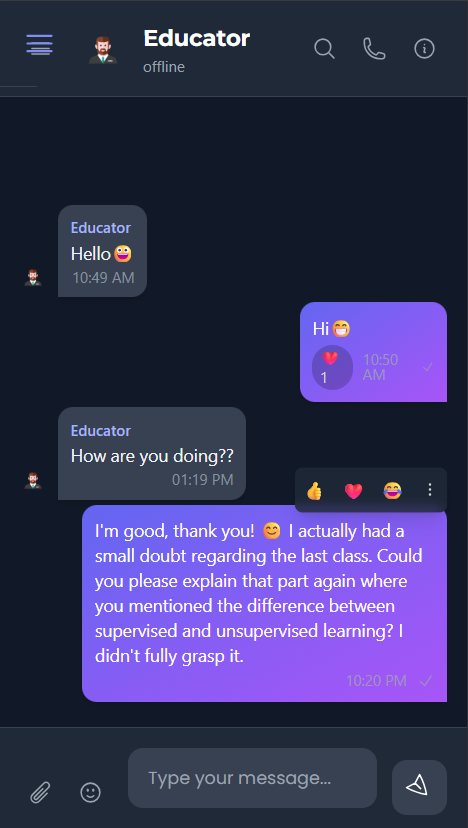 Educator
offline
Educator
Hello🤪
10:49 AM
Hi😁
❤️
1
10:50
AM
Educator
How are you doing??
01:19 PM
👍 ❤️ 😂
I'm good, thank you! 😊 I actually had a
small doubt regarding the last class. Could
you please explain that part again where
you mentioned the difference between
supervised and unsupervised learning? I
didn't fully grasp it.
10:20 PM
Type your message...